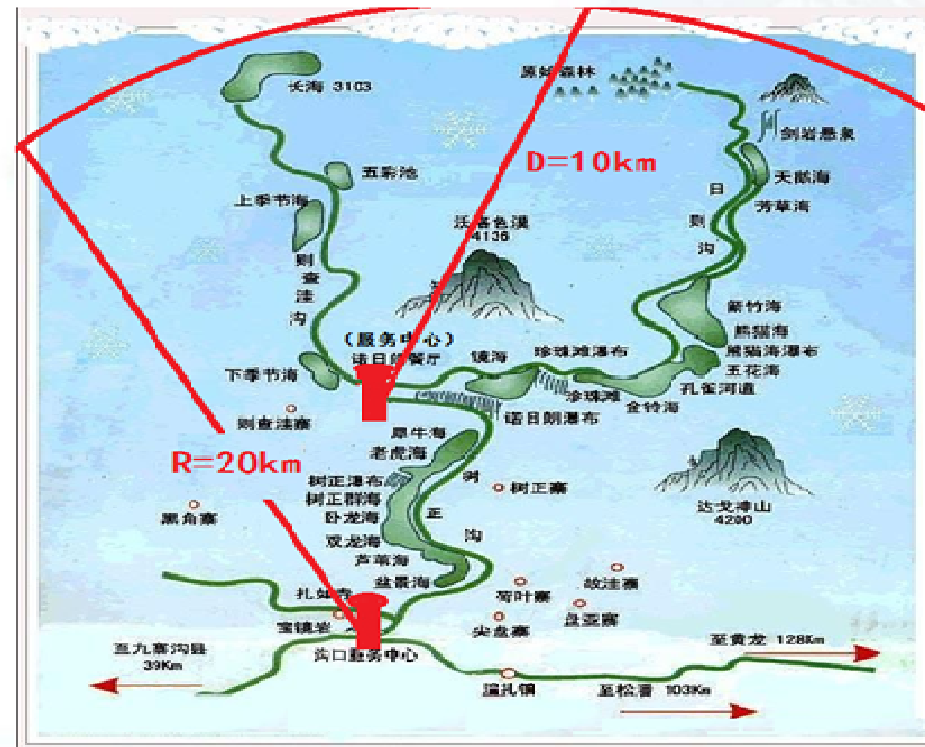 长海 3103
原始森林
剑岩悬泉
D=10km
五彩池
天鹅海
日则沟
芳草海
上季节海
沃洛色漠
4136
则查洼沟
箭竹海
(服务中心)
诺日朗餐厅
镜海
珍珠滩瀑布
熊猫海
熊猫海瀑布
五花海
下季节海
珍珠滩
孔雀河道
金铃海
诺日朗瀑布
则查洼寨
犀牛海
老虎海
R=20km
树正瀑布
树正群海
树正沟
树正寨
达戈神山
4200
黑角寨
卧龙海
双龙海
芦苇海
盆景海
扎如寺
荷叶寨
故洼寨
盘亚寨
尖盘寨
宝镜岩
沟口服务中心
至九寨沟县
39Km
至黄龙 128Km
至松潘 103Km